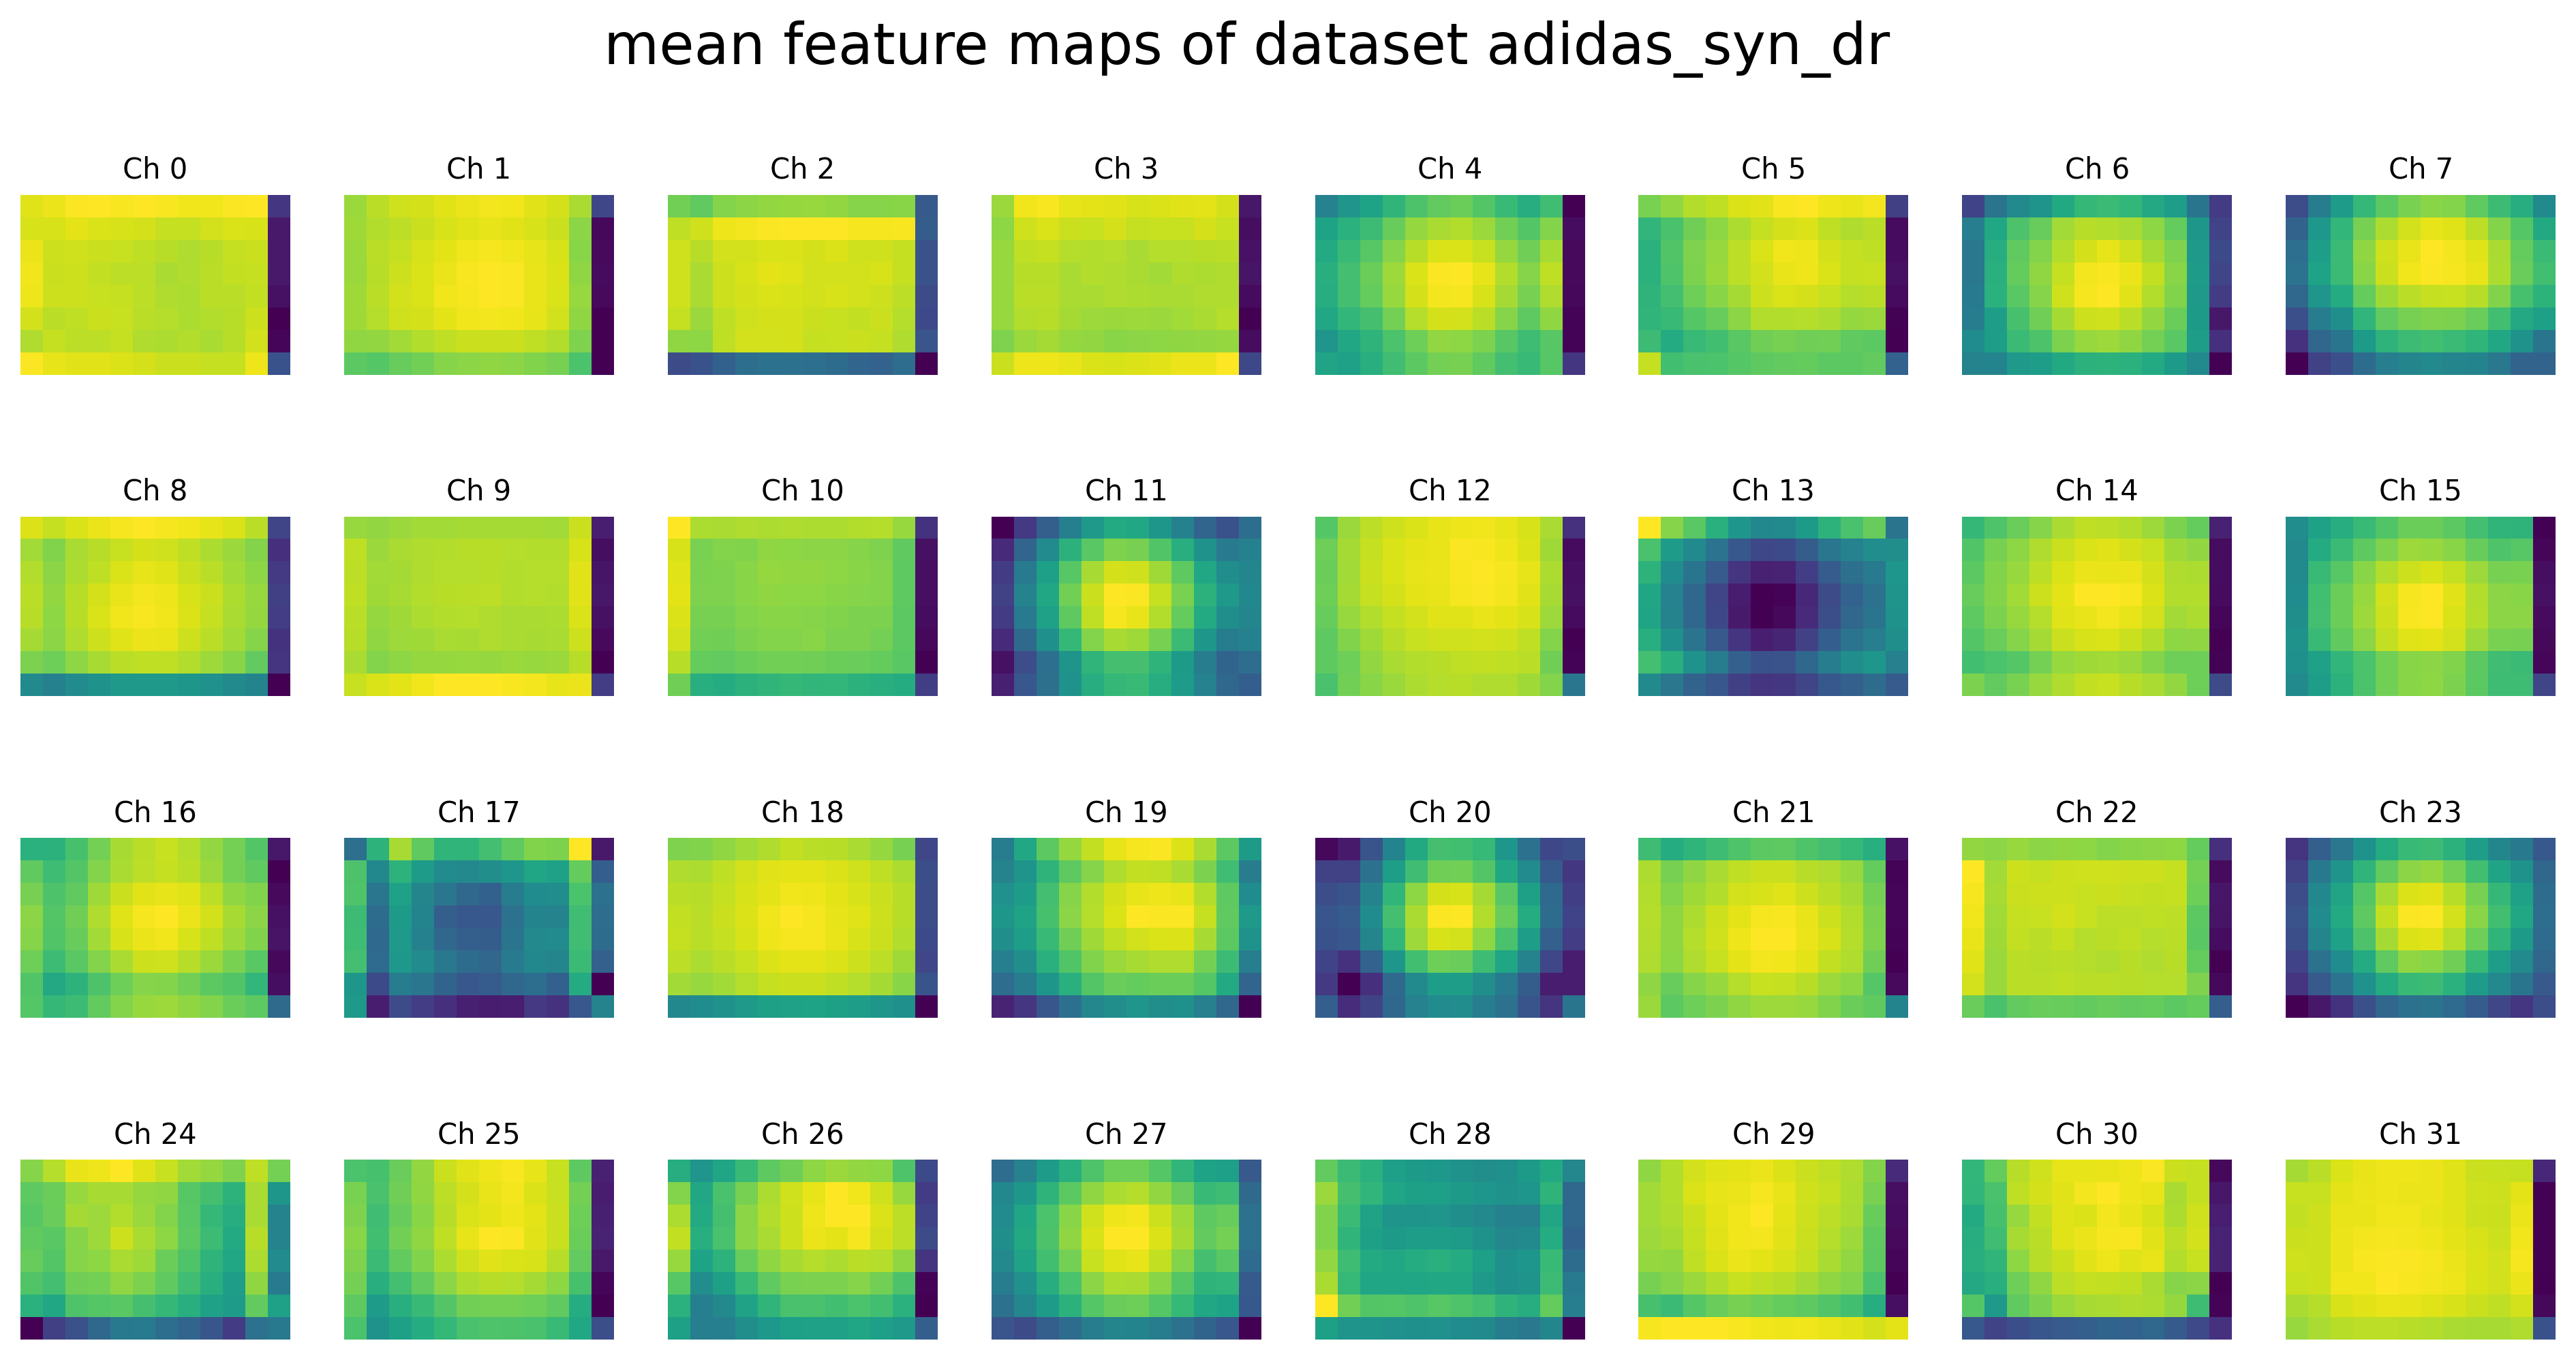 mean feature maps of dataset adidas_syn_dr
Ch 0 Ch 1 Ch 2 Ch 3 Ch 4 Ch 5 Ch 6 Ch 7
Ch 8 Ch 9 Ch 10 Ch 11 Ch 12 Ch 13 Ch 14 Ch 15
Ch 16 Ch 17 Ch 18 Ch 19 Ch 20 Ch 21 Ch 22 Ch 23
Ch 24 Ch 25 Ch 26 Ch 27 Ch 28 Ch 29 Ch 30 Ch 31